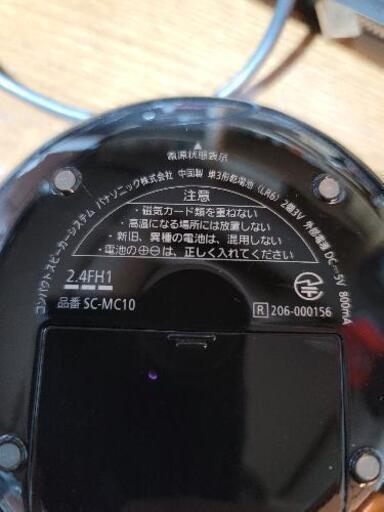 電源状態表示
コンパクトスピーカーシステム パナソニック株式会社 中国製 単3形乾電池（LR6）2個3V 外部電源 DC⎓5V 800mA
注意
・磁気カード類を重ねない
・高温になる場所には放置しない
・新旧、異種の電池は、混用しない
・電池の⊕⊖は、正しく入れてください
2.4FH1
品番 SC-MC10
R 206-000156